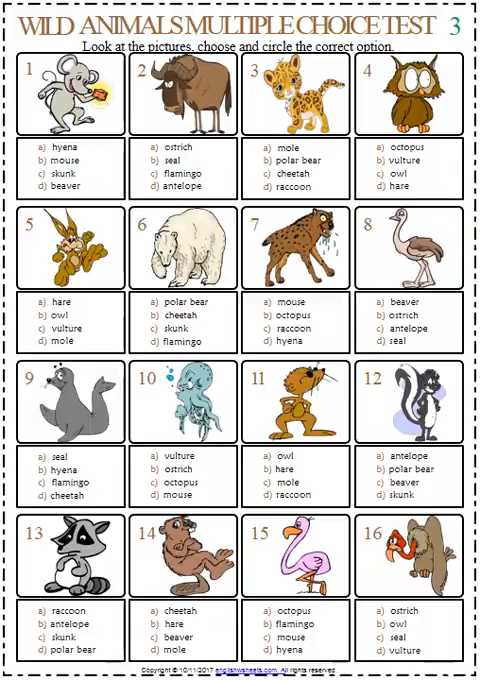 WILD ANIMALS MULTIPLE CHOICE TEST 3
Look at the pictures, choose and circle the correct option.
1
a) hyena
b) mouse
c) skunk
d) beaver
2
a) ostrich
b) seal
c) flamingo
d) antelope
3
a) mole
b) polar bear
c) cheetah
d) raccoon
4
a) octopus
b) vulture
c) owl
d) hare
5
a) hare
b) owl
c) vulture
d) mole
6
a) polar bear
b) cheetah
c) skunk
d) flamingo
7
a) mouse
b) octopus
c) raccoon
d) hyena
8
a) beaver
b) ostrich
c) antelope
d) seal
9
a) seal
b) hyena
c) flamingo
d) cheetah
10
a) vulture
b) ostrich
c) octopus
d) mouse
11
a) owl
b) hare
c) mole
d) raccoon
12
a) antelope
b) polar bear
c) beaver
d) skunk
13
a) raccoon
b) antelope
c) skunk
d) polar bear
14
a) cheetah
b) hare
c) beaver
d) mole
15
a) octopus
b) flamingo
c) mouse
d) hyena
16
a) ostrich
b) owl
c) seal
d) vulture
Copyright © 10/11/2017 englishwsheets.com. All rights reserved.